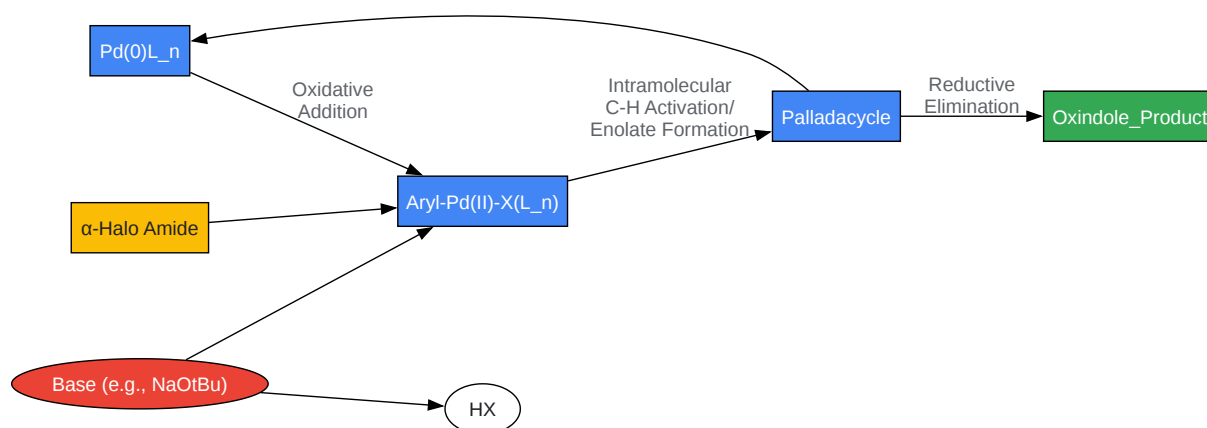 Pd(0)L_n
Oxidative
Addition
α-Halo Amide
Aryl-Pd(II)-X(L_n)
Intramolecular
C-H Activation/
Enolate Formation
Palladacycle
Reductive
Elimination
Oxindole_Product
Base (e.g., NaOtBu)
HX